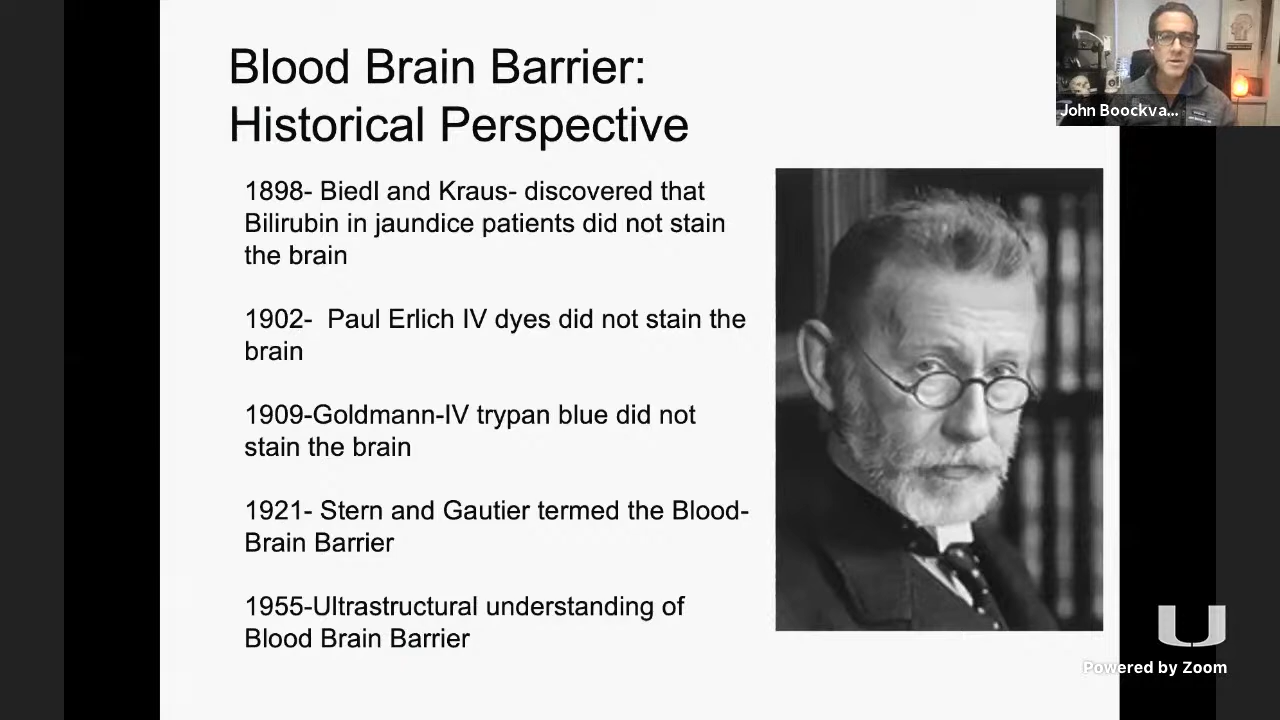 Blood Brain Barrier:
Historical Perspective
1898- Biedl and Kraus- discovered that
Bilirubin in jaundice patients did not stain
the brain
1902-  Paul Erlich IV dyes did not stain the
brain
1909-Goldmann-IV trypan blue did not
stain the brain
1921- Stern and Gautier termed the Blood-
Brain Barrier
1955-Ultrastructural understanding of
Blood Brain Barrier
John Boockva...
U
Powered by Zoom